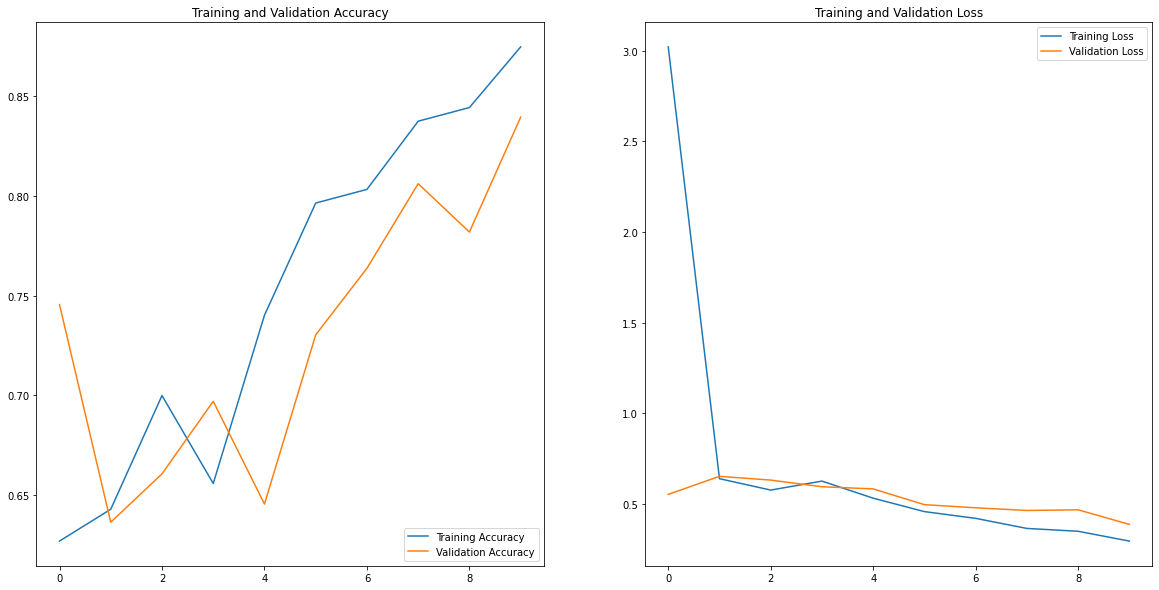 Training and Validation Accuracy
0.85
0.80
0.75
0.70
0.65
0 2 4 6 8
Training Accuracy
Validation Accuracy
Training and Validation Loss
3.0
2.5
2.0
1.5
1.0
0.5
0 2 4 6 8
Training Loss
Validation Loss